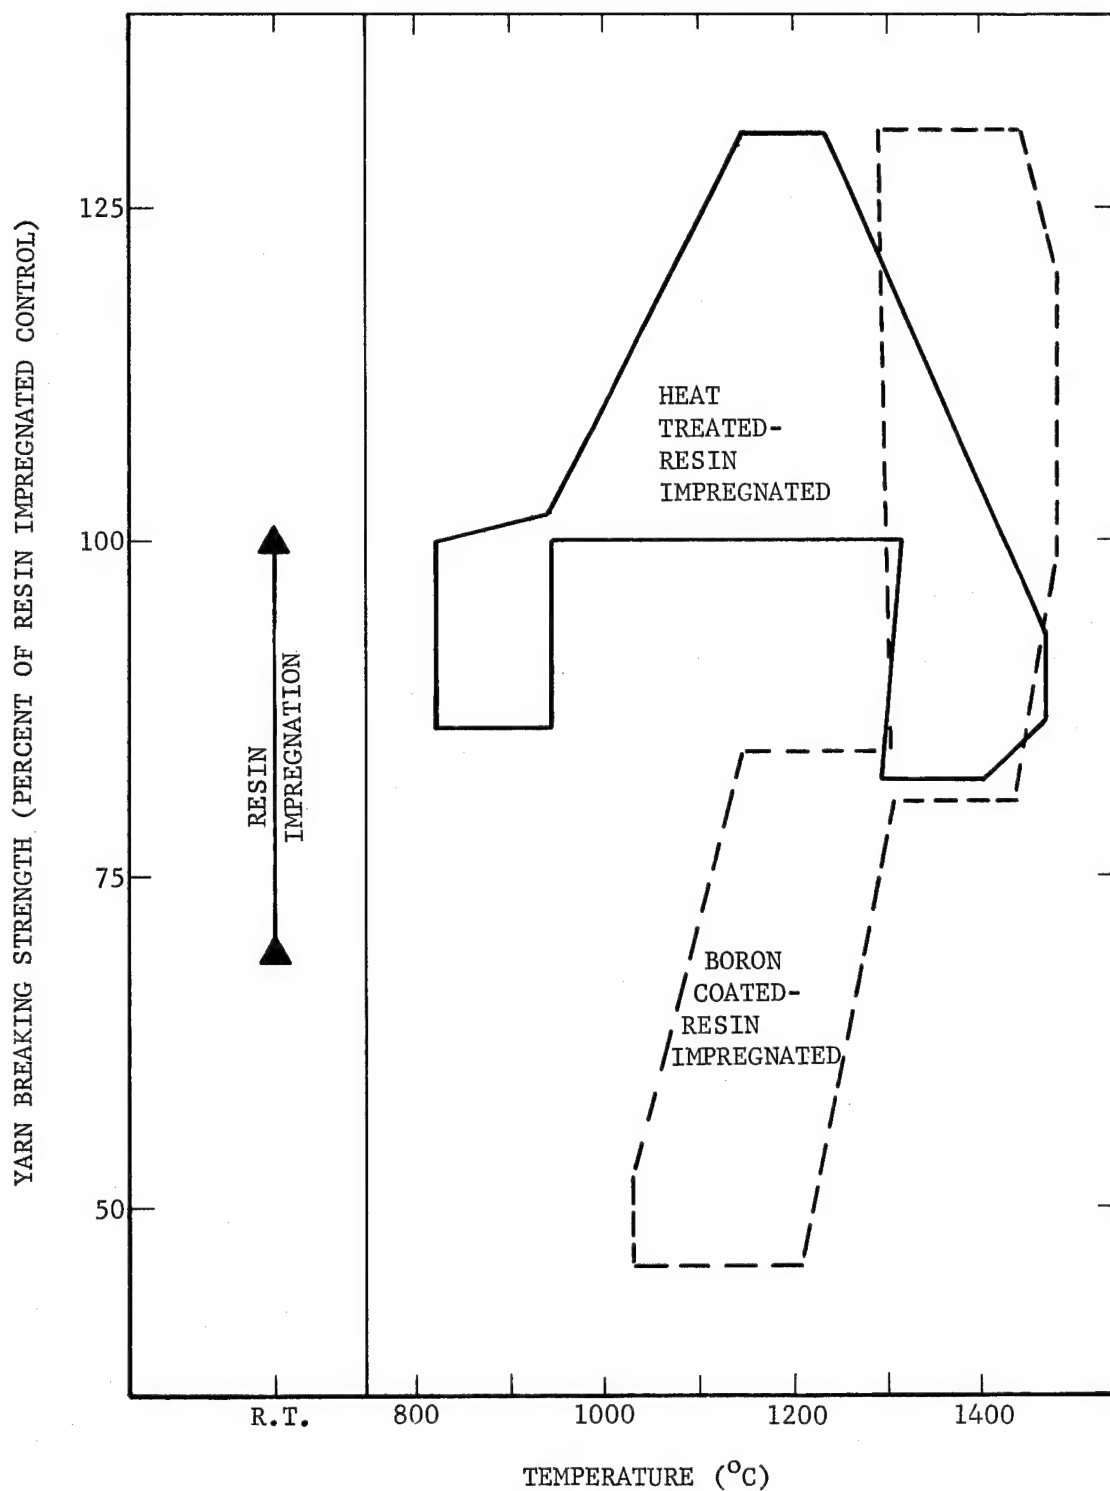 YARN BREAKING STRENGTH (PERCENT OF RESIN IMPREGNATED CONTROL)
125
100
75
50
RESIN
IMPREGNATION
HEAT
TREATED-
RESIN
IMPREGNATED
BORON
COATED-
RESIN
IMPREGNATED
R.T.
800
1000
1200
1400
TEMPERATURE (°C)